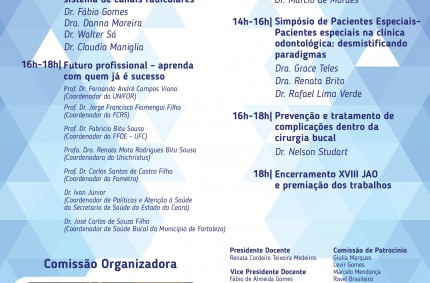 sistema de canais radiculares
Dr. Fábio Gomes
Dra. Danna Moreira
Dr. Walter Sá
Dr. Claudio Maniglia
16h-18h| Futuro profissional - aprenda
com quem já é sucesso
Prof. Dr. Fernando André Campos Viana
(Coordenador da UNIFOR)
Prof. Dr. Jorge Francisco Fiamengui Filho
(Coordenador da FCRS)
Prof. Dr. Fabricio Bitu Sousa
(Coordenador da FFOE - UFC)
Profa. Dra. Renata Mota Rodrigues Bitu Sousa
(Coordenadora da Unichristus)
Prof. Dr. Carlos Santos de Castro Filho
(Coordenador da Fametro)
Dr. Ivan Júnior
(Coordenador de Políticas e Atenção à Saúde
da Secretaria de Saúde do Estado do Ceará)
Dr. José Carlos de Souza Filho
(Coordenador de Saúde Bucal do Município de Fortaleza)
Comissão Organizadora
Dr. Marcio de Moraes
14h-16h| Simpósio de Pacientes Especiais-
Pacientes especiais na clínica
odontológica: desmistificando
paradigmas
Dra. Grace Teles
Dra. Renata Brito
Dr. Rafael Lima Verde
16h-18h| Prevenção e tratamento de
complicações dentro da
cirurgia bucal
Dr. Nelson Studart
18h| Encerramento XVIII JAO
e premiação dos trabalhos
Presidente Docente
Renata Cordeiro Teixeira Medeiros
Vice Presidente Docente
Fábio de Almeida Gomes
Comissão de Patrocínio
Giulia Marques
Levir Gomes
Marcelo Mendonça
Ravel Brasileiro